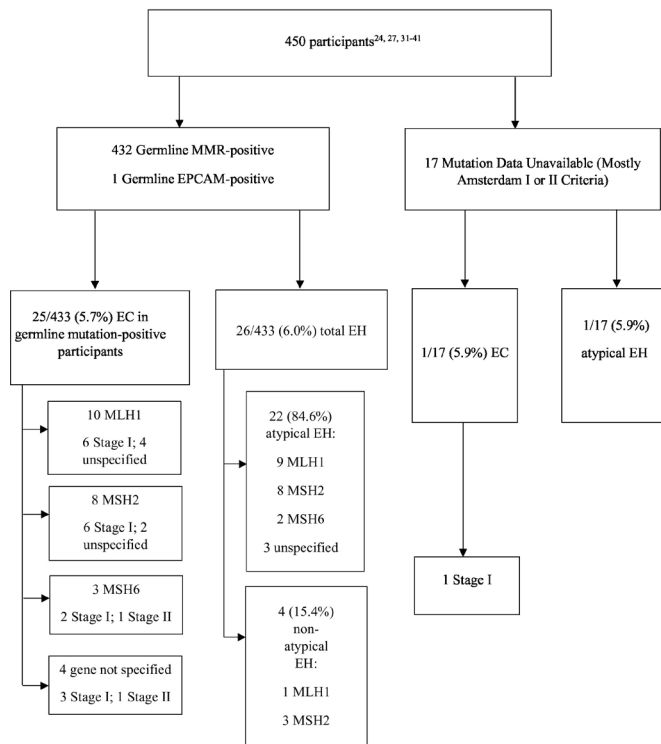 450 participants24, 27, 31-41
432 Germline MMR-positive
1 Germline EPCAM-positive
17 Mutation Data Unavailable (Mostly
Amsterdam I or II Criteria)
25/433 (5.7%) EC in
germline mutation-positive
participants
26/433 (6.0%) total EH
1/17 (5.9%) EC
1/17 (5.9%)
atypical EH
10 MLH1
6 Stage I; 4
unspecified
8 MSH2
6 Stage I; 2
unspecified
3 MSH6
2 Stage I; 1 Stage II
4 gene not specified
3 Stage I; 1 Stage II
22 (84.6%)
atypical EH:
9 MLH1
8 MSH2
2 MSH6
3 unspecified
4 (15.4%)
non-
atypical
EH:
1 MLH1
3 MSH2
1 Stage I